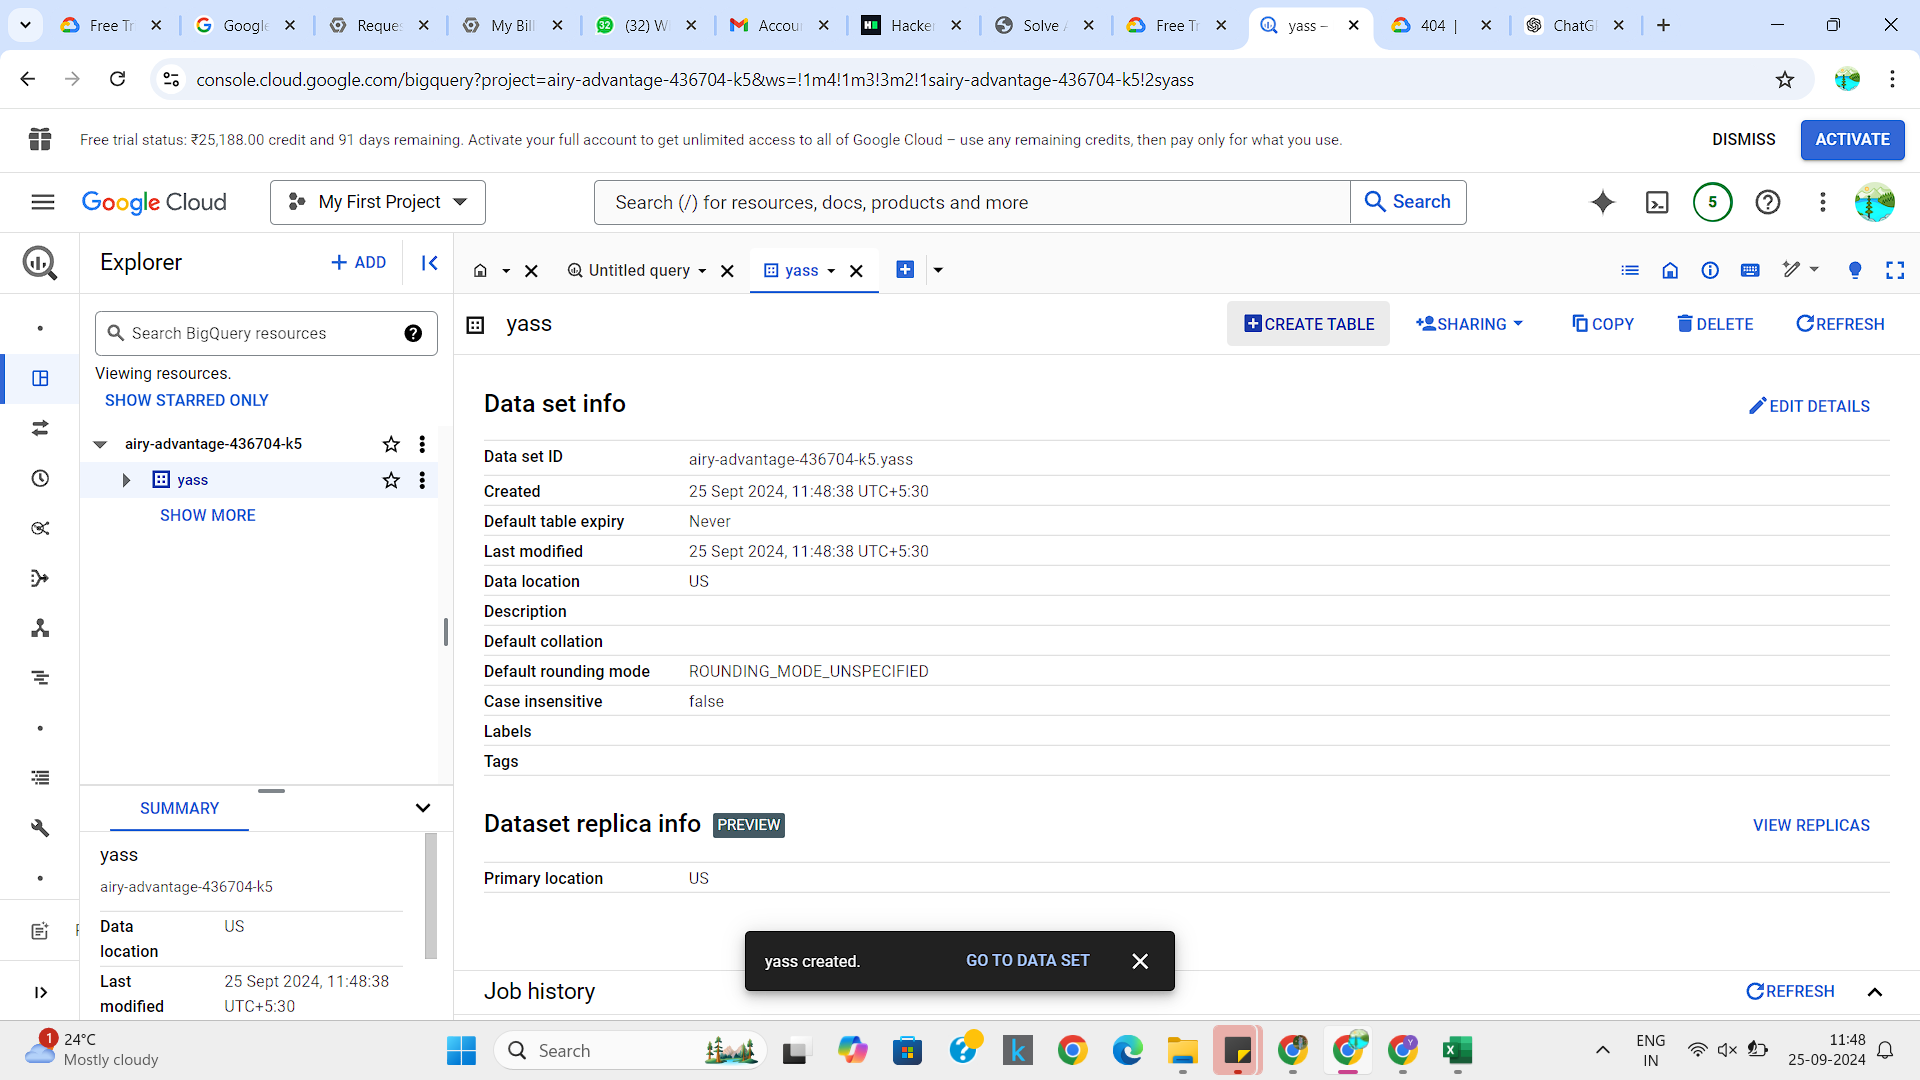 Free Tr
Google
Reques
My Bill
(32) W
Accour
Hacker
Solve A
Free Tr
yass –
404 |
ChatG
console.cloud.google.com/bigquery?project=airy-advantage-436704-k5&ws=!1m4!1m3!3m2!1sairy-advantage-436704-k5!2syass
Free trial status: ₹25,188.00 credit and 91 days remaining. Activate your full account to get unlimited access to all of Google Cloud – use any remaining credits, then pay only for what you use.
DISMISS
ACTIVATE
Google Cloud
My First Project
Search (/) for resources, docs, products and more
Search
5
Explorer
ADD
Untitled query
yass
Search BigQuery resources
Viewing resources.
SHOW STARRED ONLY
airy-advantage-436704-k5
yass
SHOW MORE
yass
CREATE TABLE
SHARING
COPY
DELETE
REFRESH
Data set info
EDIT DETAILS
Data set ID airy-advantage-436704-k5.yass
Created 25 Sept 2024, 11:48:38 UTC+5:30
Default table expiry Never
Last modified 25 Sept 2024, 11:48:38 UTC+5:30
Data location US
Description
Default collation
Default rounding mode ROUNDING_MODE_UNSPECIFIED
Case insensitive false
Labels
Tags
Dataset replica info PREVIEW
VIEW REPLICAS
Primary location US
SUMMARY
yass
airy-advantage-436704-k5
Data location US
Last modified 25 Sept 2024, 11:48:38 UTC+5:30
yass created.
GO TO DATA SET
Job history
REFRESH
1
24°C
Mostly cloudy
Search
ENG
IN
11:48
25-09-2024